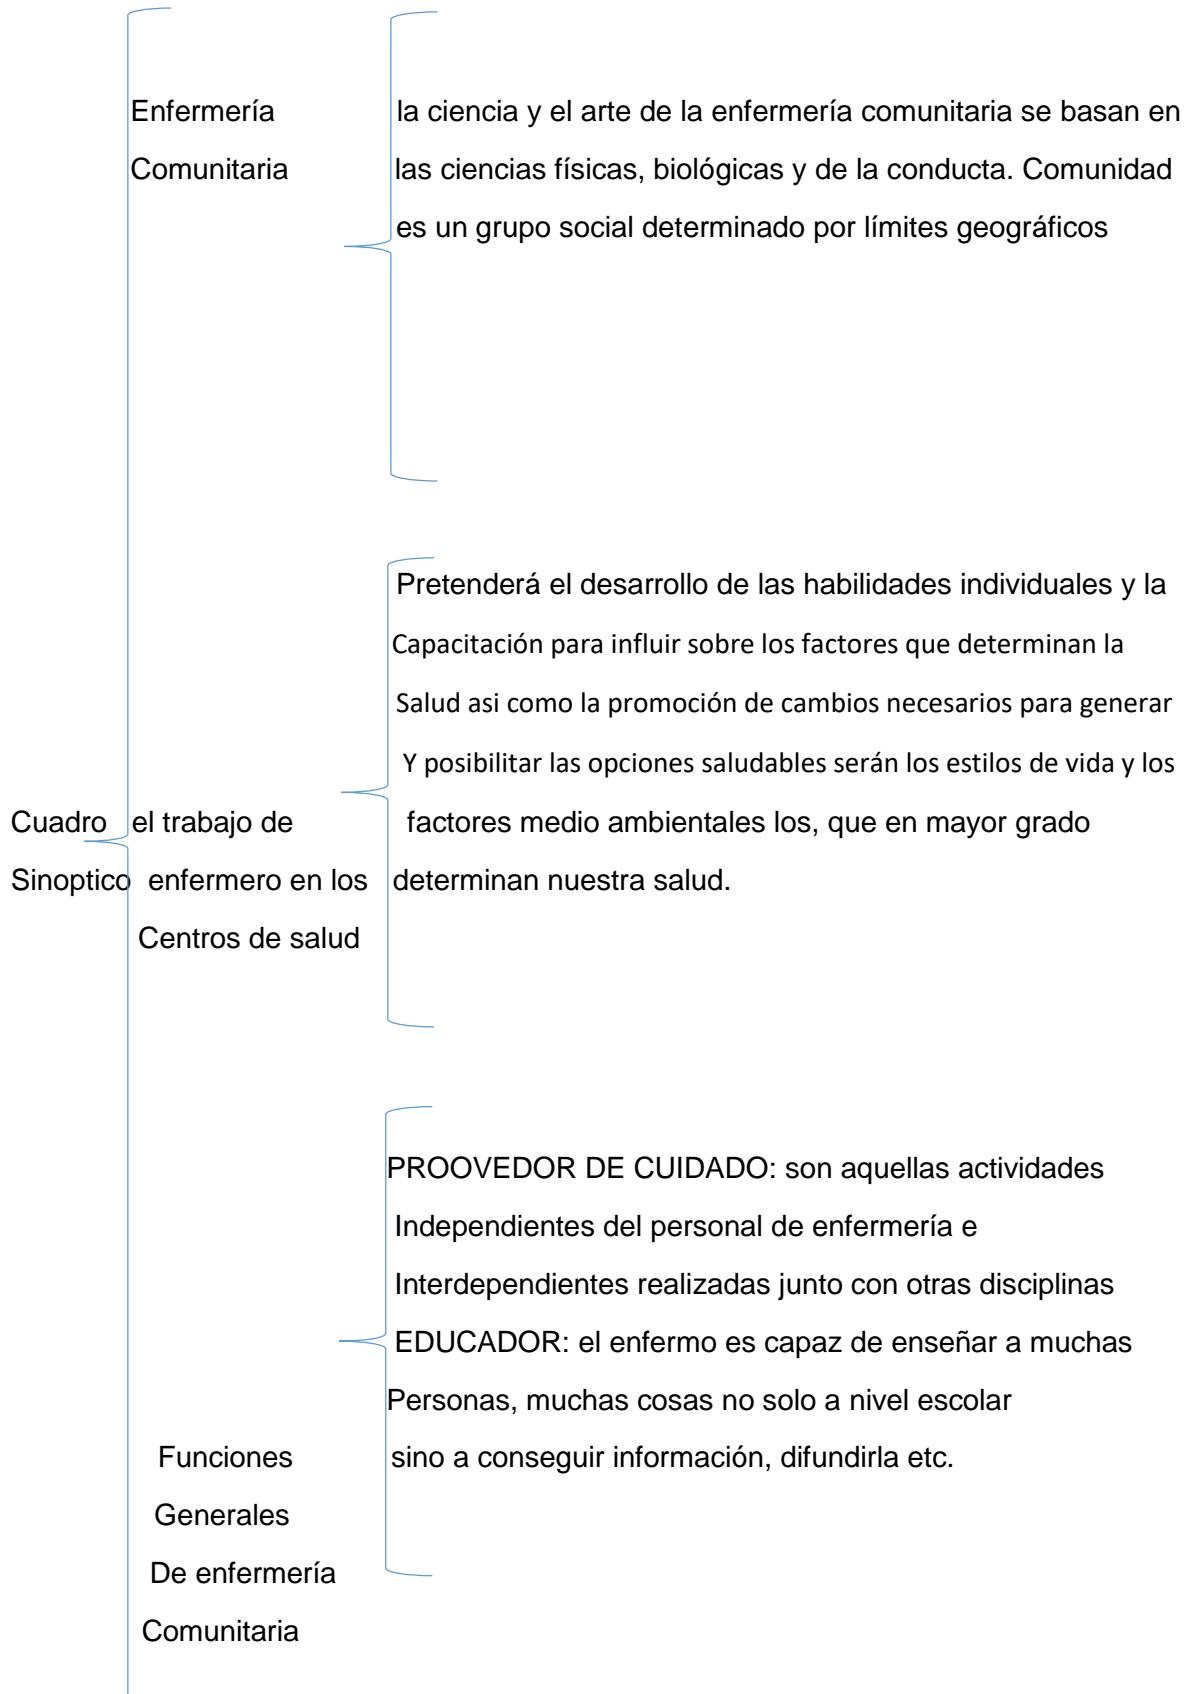 Enfermería
Comunitaria
la ciencia y el arte de la enfermería comunitaria se basan en
las ciencias físicas, biológicas y de la conducta. Comunidad
es un grupo social determinado por límites geográficos
Cuadro
Sinoptico
el trabajo de
enfermero en los
Centros de salud
Pretenderá el desarrollo de las habilidades individuales y la
Capacitación para influir sobre los factores que determinan la
Salud asi como la promoción de cambios necesarios para generar
Y posibilitar las opciones saludables serán los estilos de vida y los
factores medio ambientales los, que en mayor grado
determinan nuestra salud.
Funciones
Generales
De enfermería
Comunitaria
PROOVEDOR DE CUIDADO: son aquellas actividades
Independientes del personal de enfermería e
Interdependientes realizadas junto con otras disciplinas
EDUCADOR: el enfermo es capaz de enseñar a muchas
Personas, muchas cosas no solo a nivel escolar
sino a conseguir información, difundirla etc.